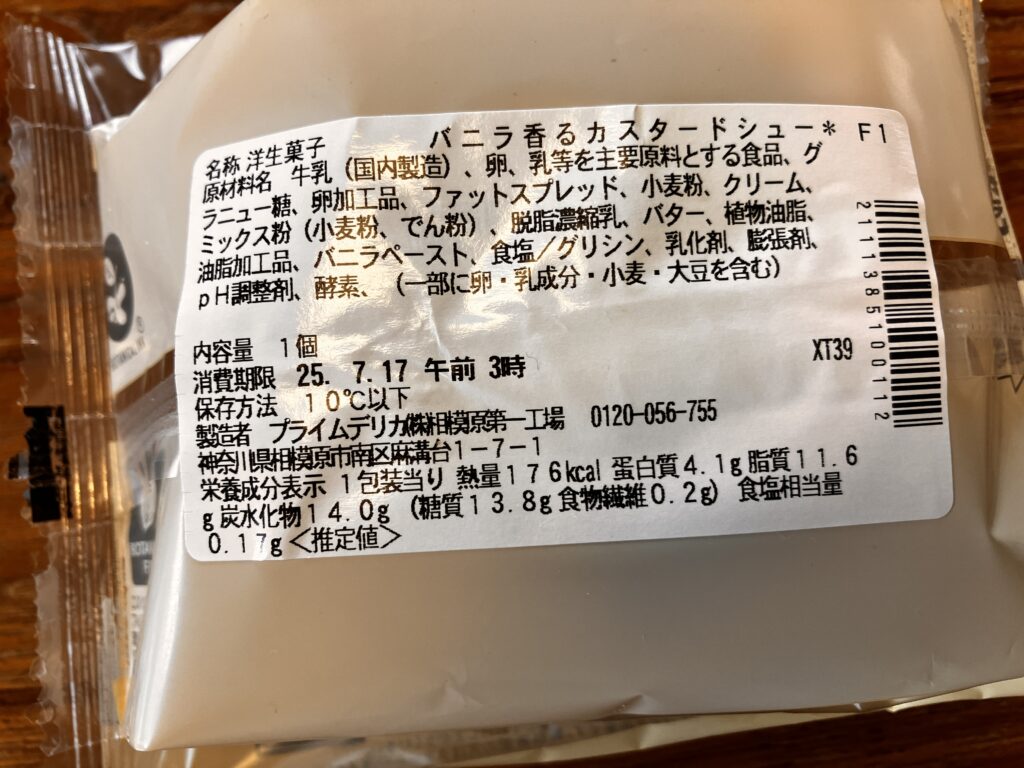 バニラ香るカスタードシュー* F1
名称 洋生菓子
原材料名 牛乳(国内製造)、卵、乳等を主要原料とする食品、グ
ラニュー糖、卵加工品、ファットスプレッド、小麦粉、クリーム、
ミックス粉(小麦粉、でん粉)、脱脂濃縮乳、バター、植物油脂、
油脂加工品、バニラペースト、食塩/グリシン、乳化剤、膨張剤、
pH調整剤、酵素、(一部に卵・乳成分・小麦・大豆を含む)
内容量 1個
消費期限 25. 7.17 午前 3時
XT39
保存方法 10℃以下
製造者 プライムデリカ㈱相模原第一工場 0120-056-755
神奈川県相模原市南区麻溝台1-7-1
栄養成分表示 1包装当り 熱量176kcal 蛋白質4.1g 脂質11.6
g 炭水化物14.0g (糖質13.8g 食物繊維0.2g) 食塩相当量
0.17g <推定値>
2111385100112